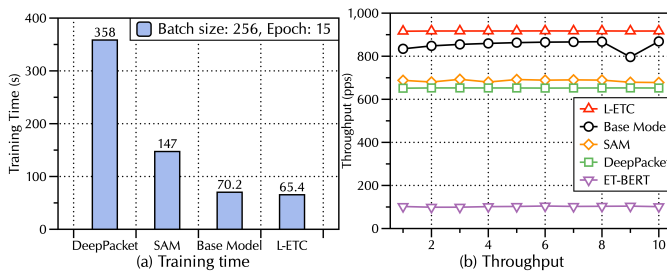 Batch size: 256, Epoch: 15
Training Time (s)
400
300
200
100
0
358
147
70.2
65.4
DeepPacket
SAM
Base Model
L-ETC
(a) Training time
Throughput (pps)
1,000
800
600
400
200
0
L-ETC
Base Model
SAM
DeepPacket
ET-BERT
2
4
6
8
10
(b) Throughput